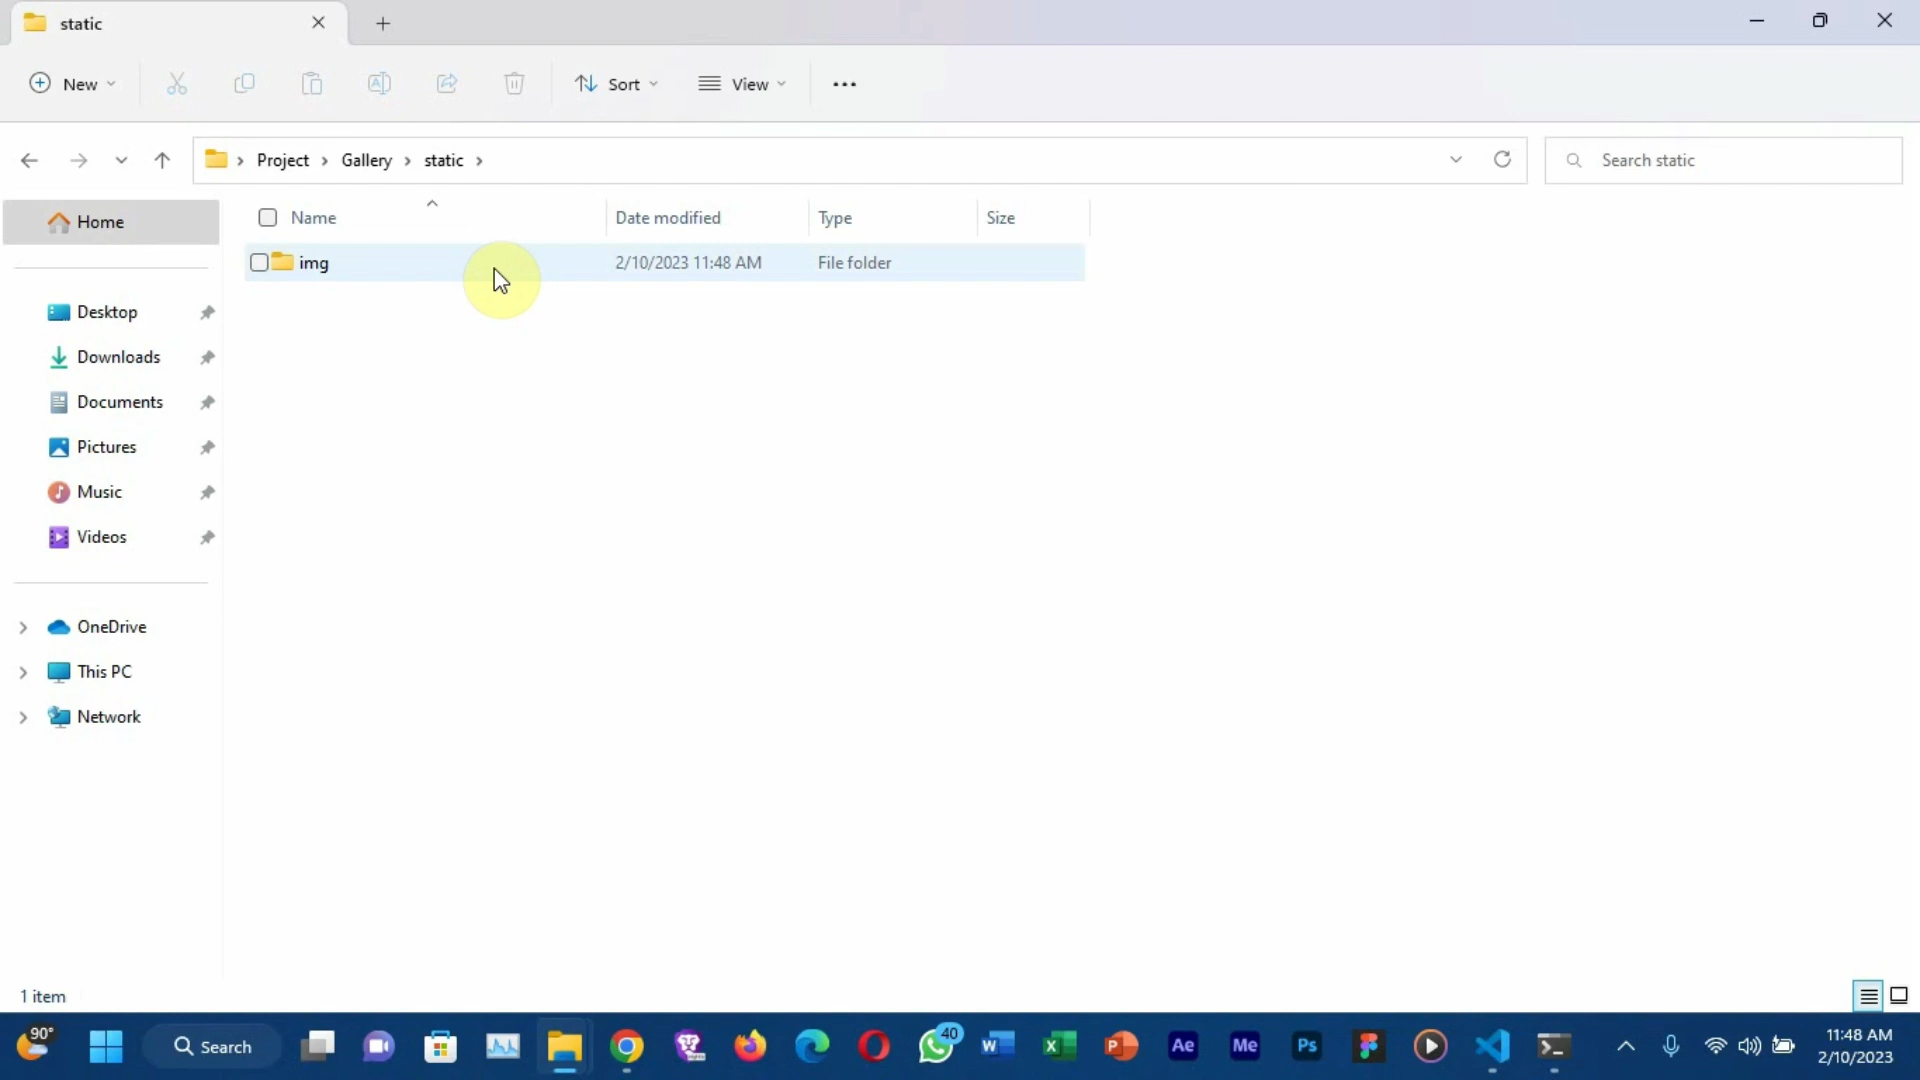 static
New
Sort
View
Project
Gallery
static
Search static
Name
Date modified
Type
Size
img
2/10/2023 11:48 AM
File folder
Home
Desktop
Downloads
Documents
Pictures
Music
Videos
OneDrive
This PC
Network
1 item
90°
Search
40
W
X
P
Ae
Me
Ps
11:48 AM
2/10/2023